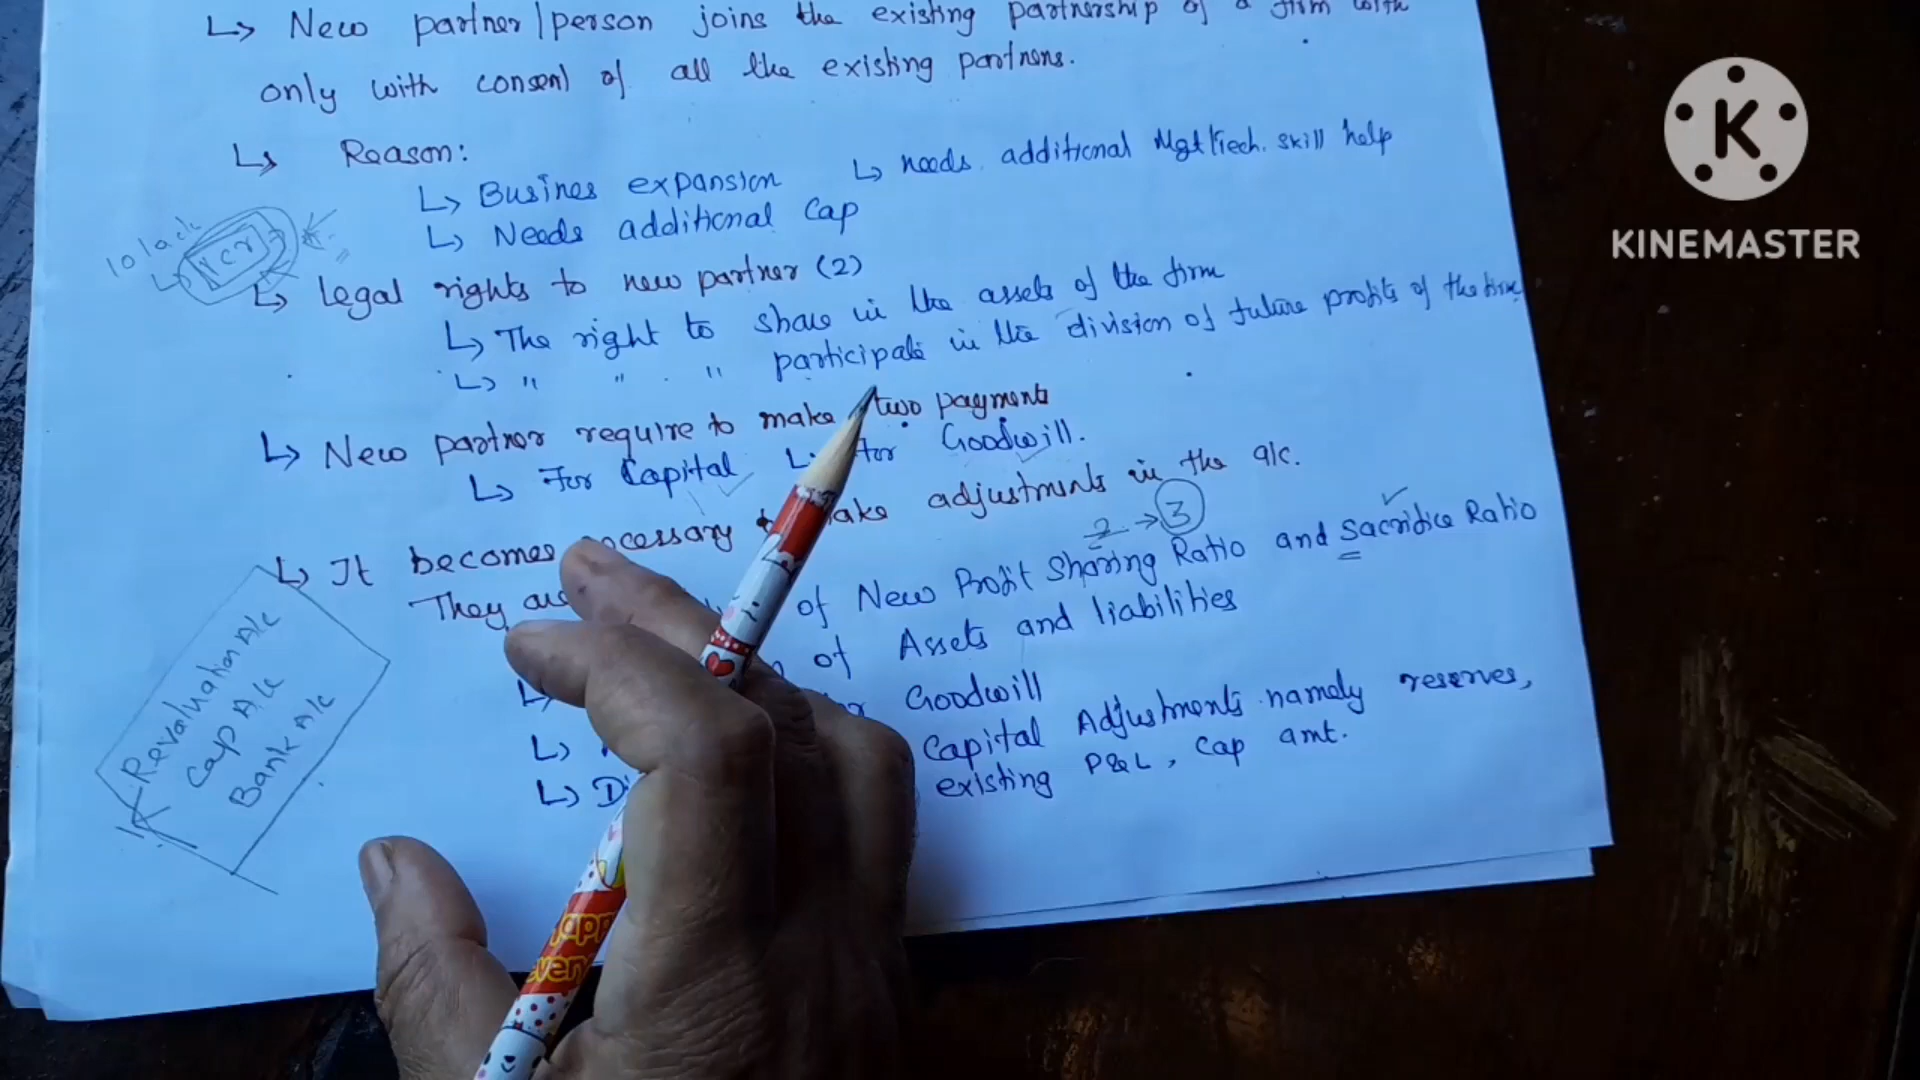 ↳ New partner/person joins the existing partnership of a firm with
only with consent of all the existing partners.
↳ Reason:
↳ Busines expansion ↳ needs additional Mgt/Tech. skill help
↳ Needs additional Cap
10 lack
1 cr
↳ Legal rights to new partner (2)
↳ The right to share in the assets of the firm
↳ " " " participate in the division of future profits of the firm
↳ New partner require to make two payments
↳ For Capital ↳ For Goodwill.
↳ It becomes necessary make adjustments in the a/c.
2 → 3
They are of New Profit Sharing Ratio and Sacrifice Ratio
of Assets and liabilities
↳ Goodwill
↳ Capital Adjustments namely reserves,
↳ existing P&L, Cap amt.
Revaluation A/c
Cap A/c
Bank A/c
K
KINEMASTER